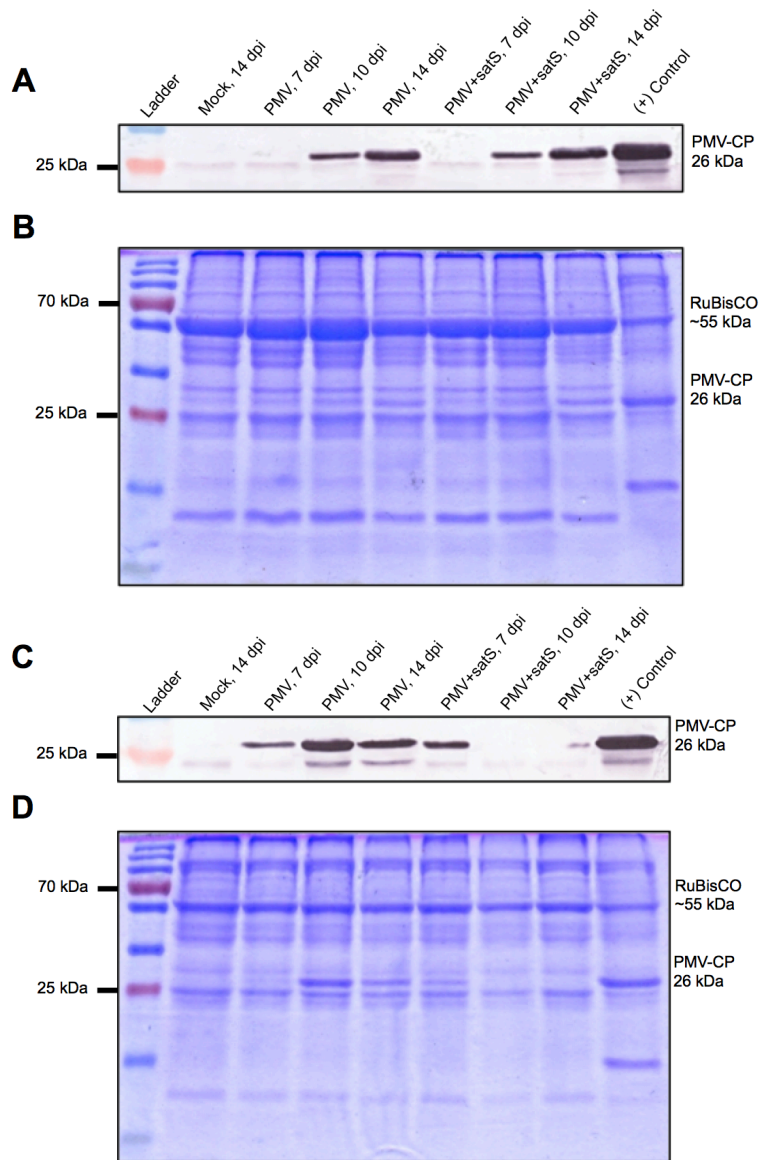 A
Ladder
Mock, 14 dpi
PMV, 7 dpi
PMV, 10 dpi
PMV, 14 dpi
PMV+satS, 7 dpi
PMV+satS, 10 dpi
PMV+satS, 14 dpi
(+) Control
25 kDa
PMV-CP
26 kDa
B
70 kDa
RuBisCO
~55 kDa
PMV-CP
26 kDa
25 kDa
C
Ladder
Mock, 14 dpi
PMV, 7 dpi
PMV, 10 dpi
PMV, 14 dpi
PMV+satS, 7 dpi
PMV+satS, 10 dpi
PMV+satS, 14 dpi
(+) Control
25 kDa
PMV-CP
26 kDa
D
70 kDa
RuBisCO
~55 kDa
PMV-CP
26 kDa
25 kDa